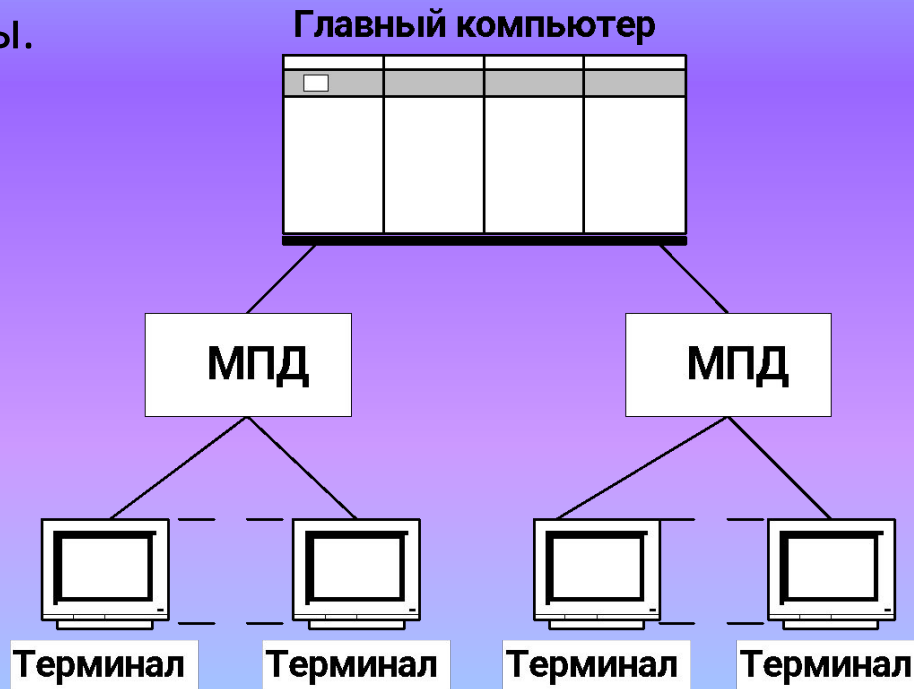 ы.
Главный компьютер
МПД
МПД
Терминал
Терминал
Терминал
Терминал